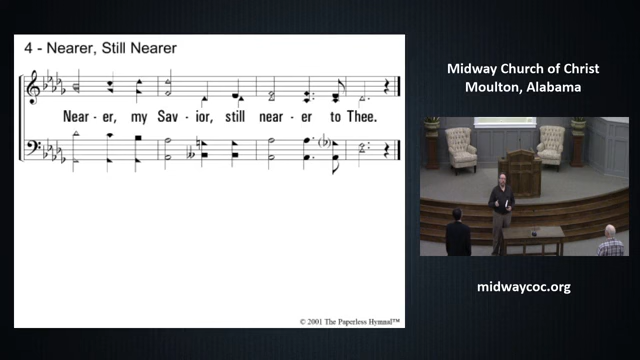 4 - Nearer, Still Nearer
Near - er, my Sav - ior, still near - er to Thee.
© 2001 The Paperless Hymnal™
Midway Church of Christ
Moulton, Alabama
midwaycoc.org